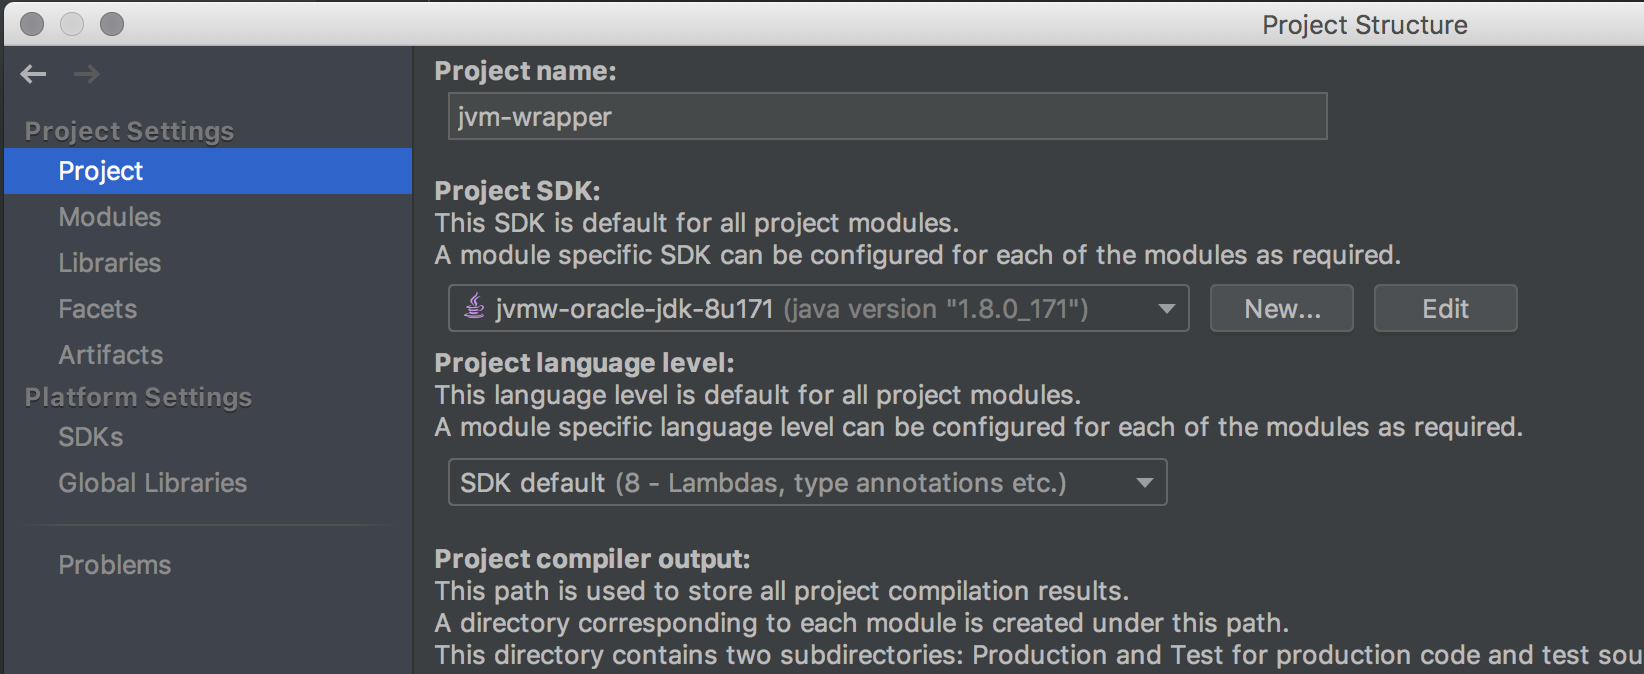 Project Structure
Project Settings
Project
Modules
Libraries
Facets
Artifacts
Platform Settings
SDKs
Global Libraries
Problems
Project name:
jvm-wrapper
Project SDK:
This SDK is default for all project modules.
A module specific SDK can be configured for each of the modules as required.
jvmw-oracle-jdk-8u171 (java version "1.8.0_171") New... Edit
Project language level:
This language level is default for all project modules.
A module specific language level can be configured for each of the modules as required.
SDK default (8 - Lambdas, type annotations etc.)
Project compiler output:
This path is used to store all project compilation results.
A directory corresponding to each module is created under this path.
This directory contains two subdirectories: Production and Test for production code and test sou